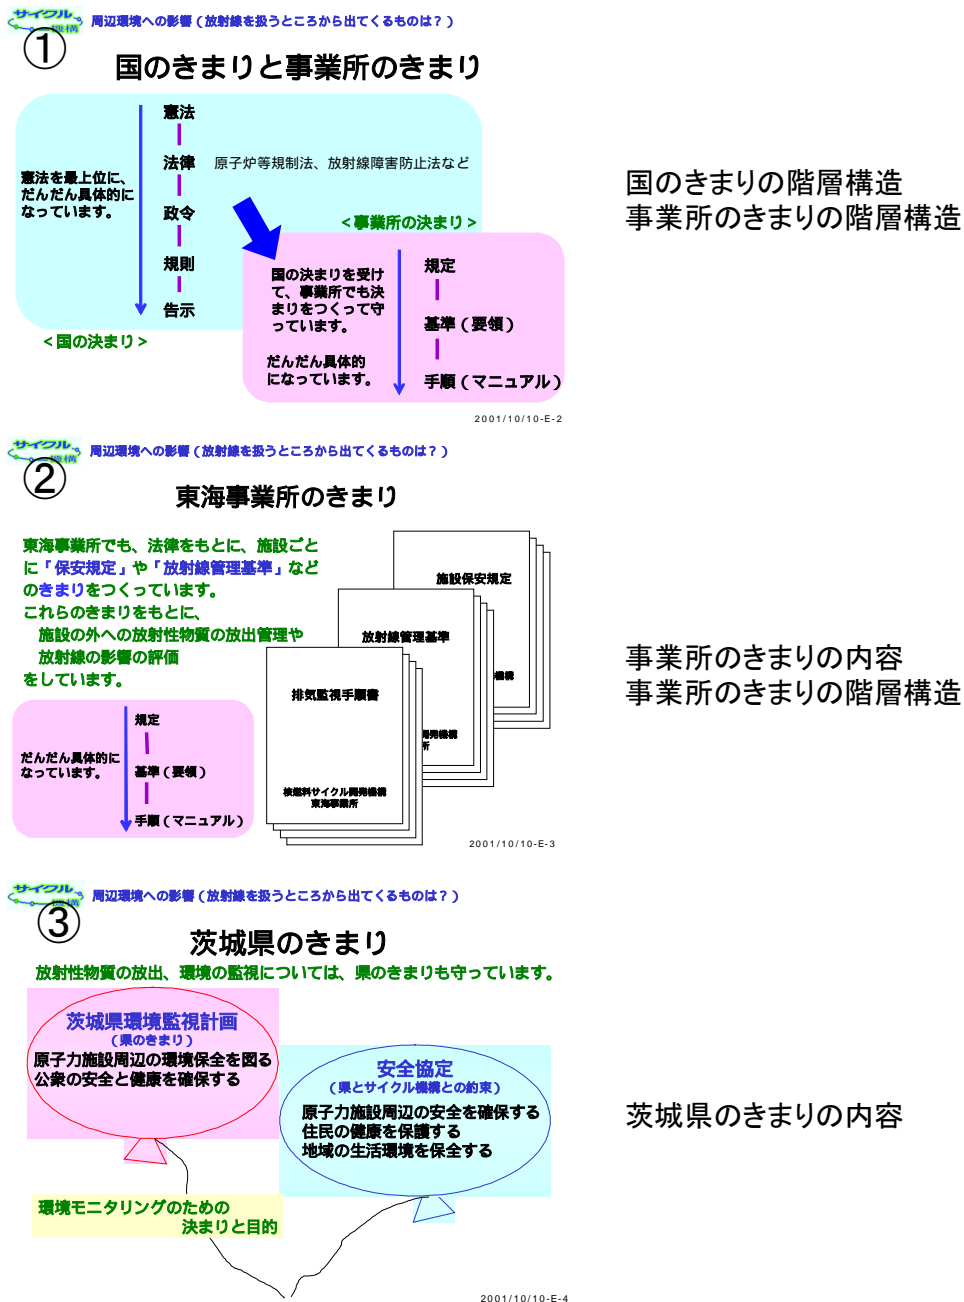 サイクル機構
周辺環境への影響（放射線を扱うところから出てくるものは？）
①
国のきまりと事業所のきまり
憲法
法律 原子炉等規制法、放射線障害防止法など
政令
規則
告示
憲法を最上位に、
だんだん具体的に
なっています。
＜国の決まり＞
＜事業所の決まり＞
国の決まりを受け
て、事業所でも決
まりをつくって守
っています。
だんだん具体的
になっています。
規定
基準（要領）
手順（マニュアル）
2001/10/10-E-2
国のきまりの階層構造
事業所のきまりの階層構造
サイクル機構
周辺環境への影響（放射線を扱うところから出てくるものは？）
②
東海事業所のきまり
東海事業所でも、法律をもとに、施設ごと
に「保安規定」や「放射線管理基準」など
のきまりをつくっています。
これらのきまりをもとに、
施設の外への放射性物質の放出管理や
放射線の影響の評価
をしています。
だんだん具体的に
なっています。
規定
基準（要領）
手順（マニュアル）
施設保安規定
機構
放射線管理基準
開発機構
所
排気監視手順書
核燃料サイクル開発機構
東海事業所
2001/10/10-E-3
事業所のきまりの内容
事業所のきまりの階層構造
サイクル機構
周辺環境への影響（放射線を扱うところから出てくるものは？）
③
茨城県のきまり
放射性物質の放出、環境の監視については、県のきまりも守っています。
茨城県環境監視計画
（県のきまり）
原子力施設周辺の環境保全を図る
公衆の安全と健康を確保する
安全協定
（県とサイクル機構との約束）
原子力施設周辺の安全を確保する
住民の健康を保護する
地域の生活環境を保全する
環境モニタリングのための
決まりと目的
2001/10/10-E-4
茨城県のきまりの内容